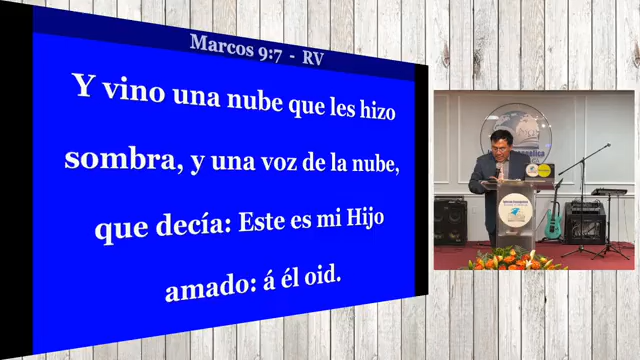 Marcos 9:7 - RV
Y vino una nube que les hizo
sombra, y una voz de la nube,
que decía: Este es mi Hijo
amado: á él oid.